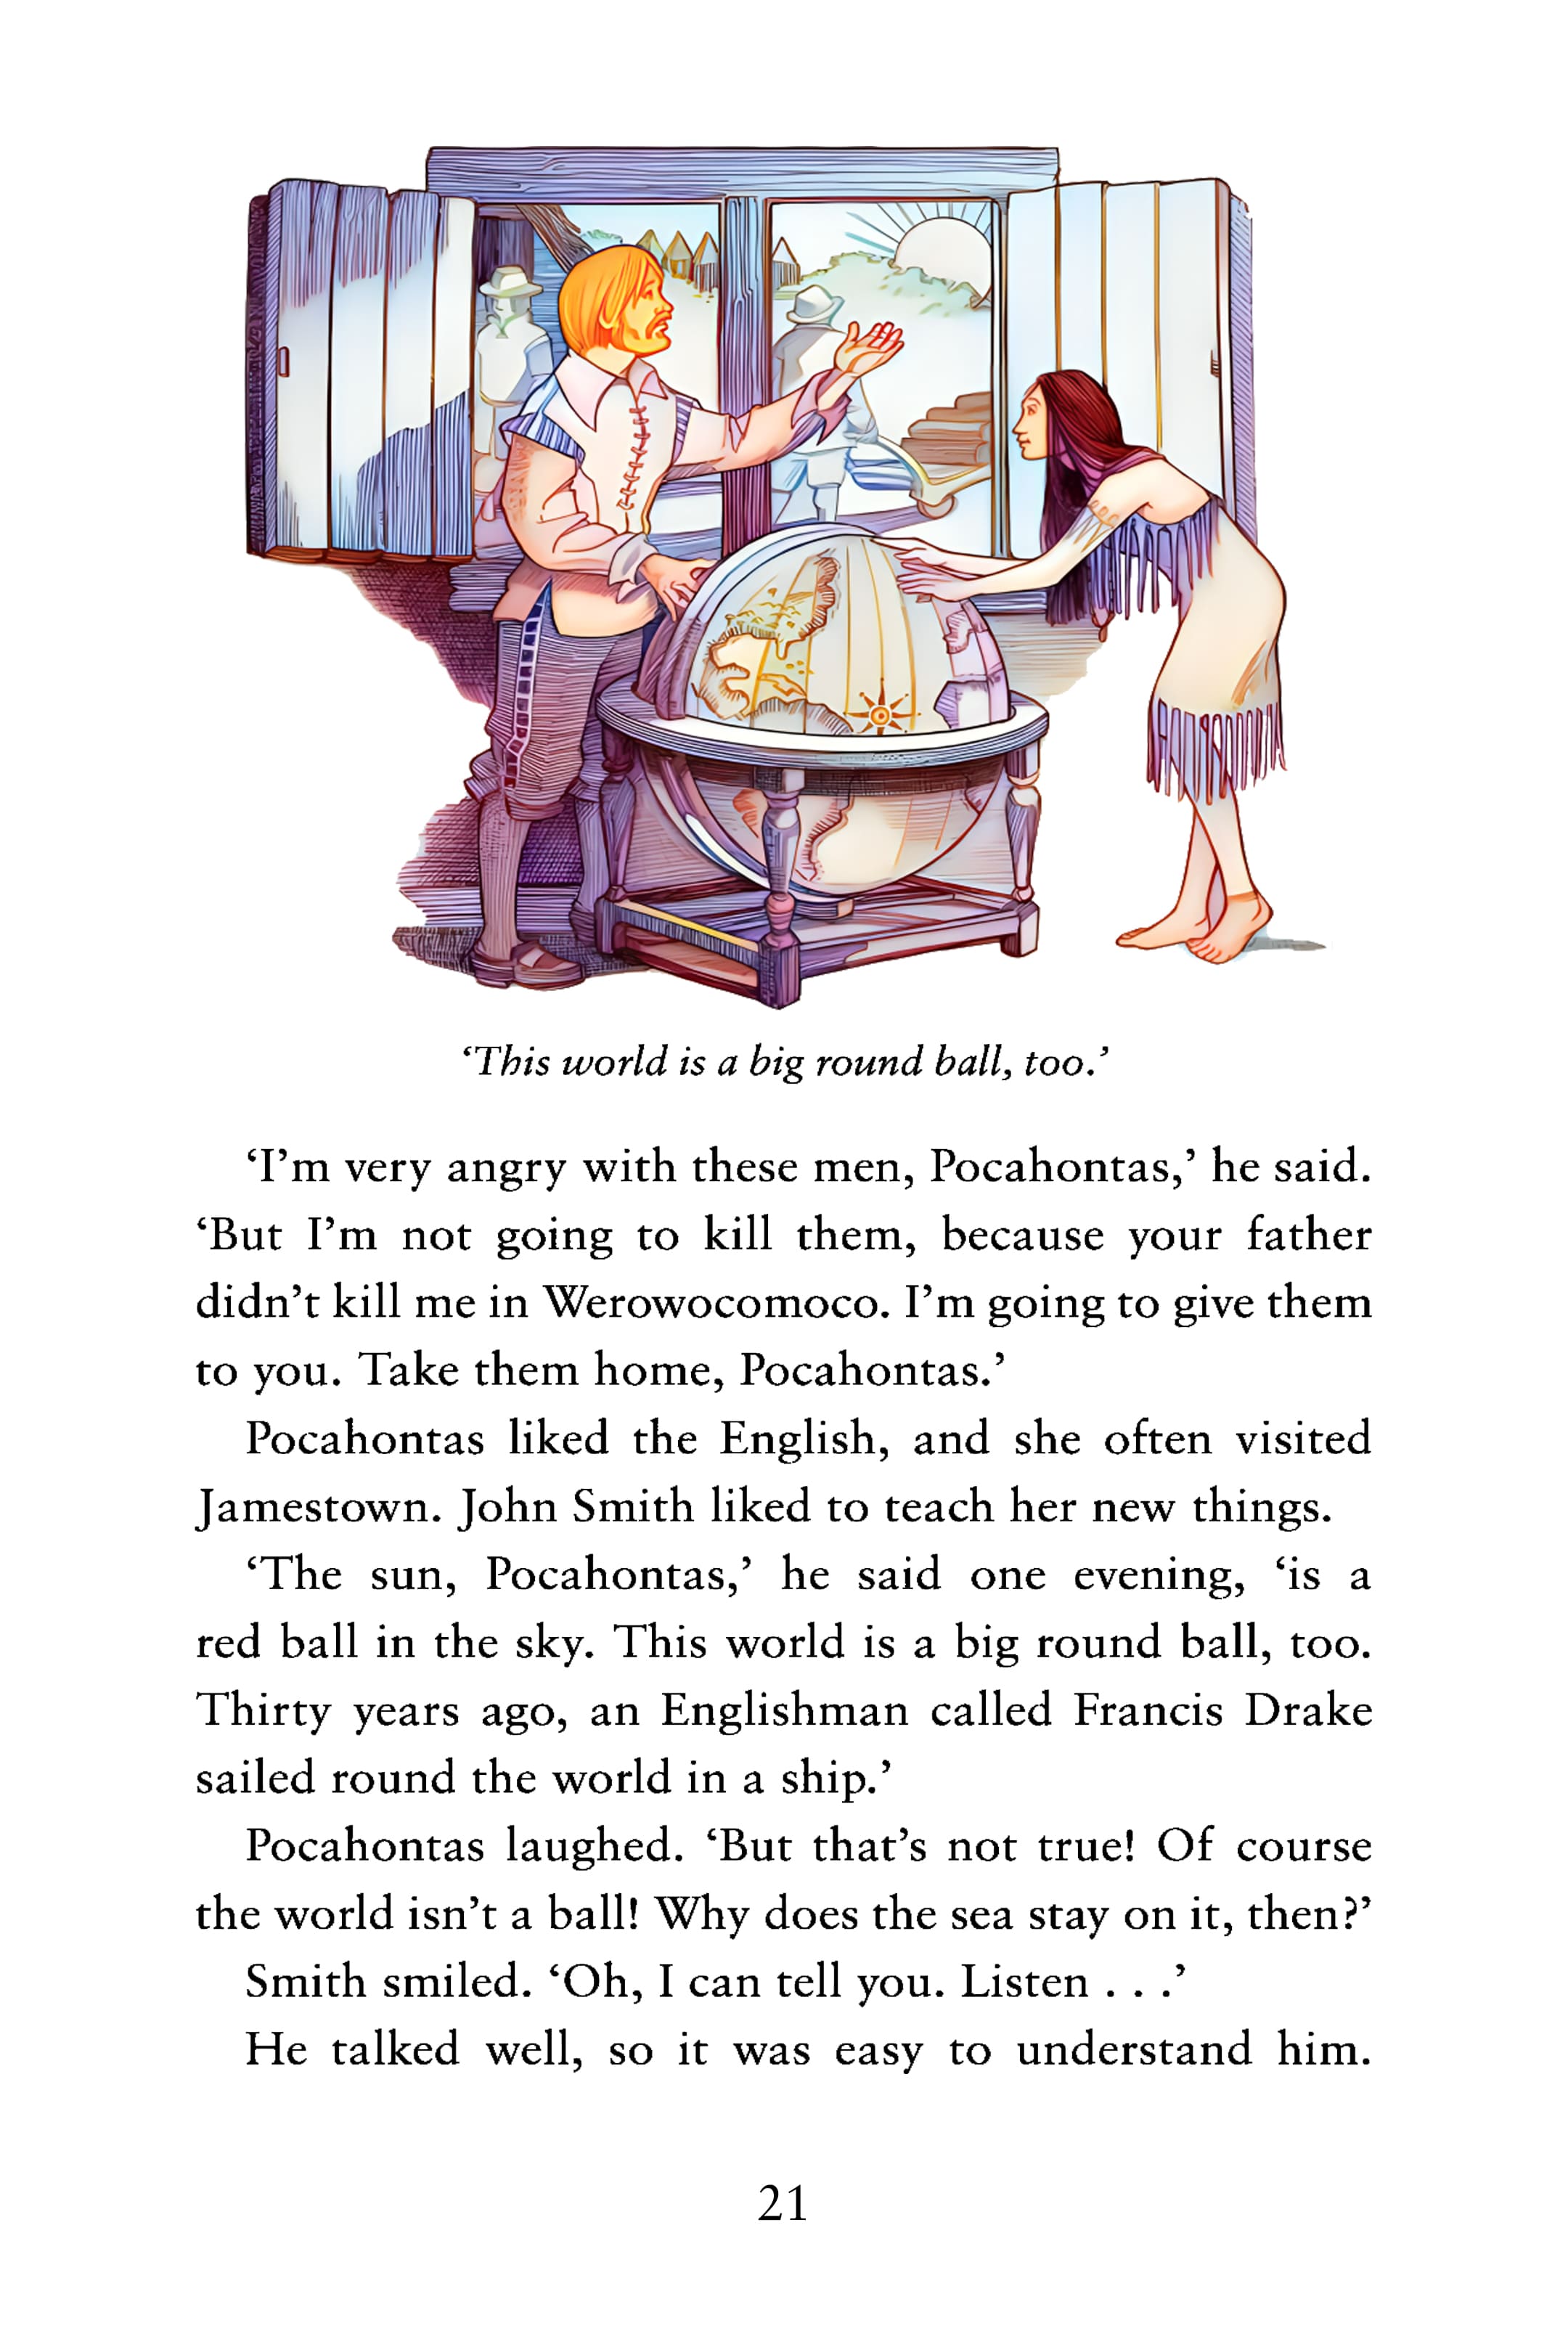 ‘This world is a big round ball, too.’
‘I’m very angry with these men, Pocahontas,’ he said.
‘But I’m not going to kill them, because your father
didn’t kill me in Werowocomoco. I’m going to give them
to you. Take them home, Pocahontas.’
Pocahontas liked the English, and she often visited
Jamestown. John Smith liked to teach her new things.
‘The sun, Pocahontas,’ he said one evening, ‘is a
red ball in the sky. This world is a big round ball, too.
Thirty years ago, an Englishman called Francis Drake
sailed round the world in a ship.’
Pocahontas laughed. ‘But that’s not true! Of course
the world isn’t a ball! Why does the sea stay on it, then?’
Smith smiled. ‘Oh, I can tell you. Listen . . .’
He talked well, so it was easy to understand him.
21